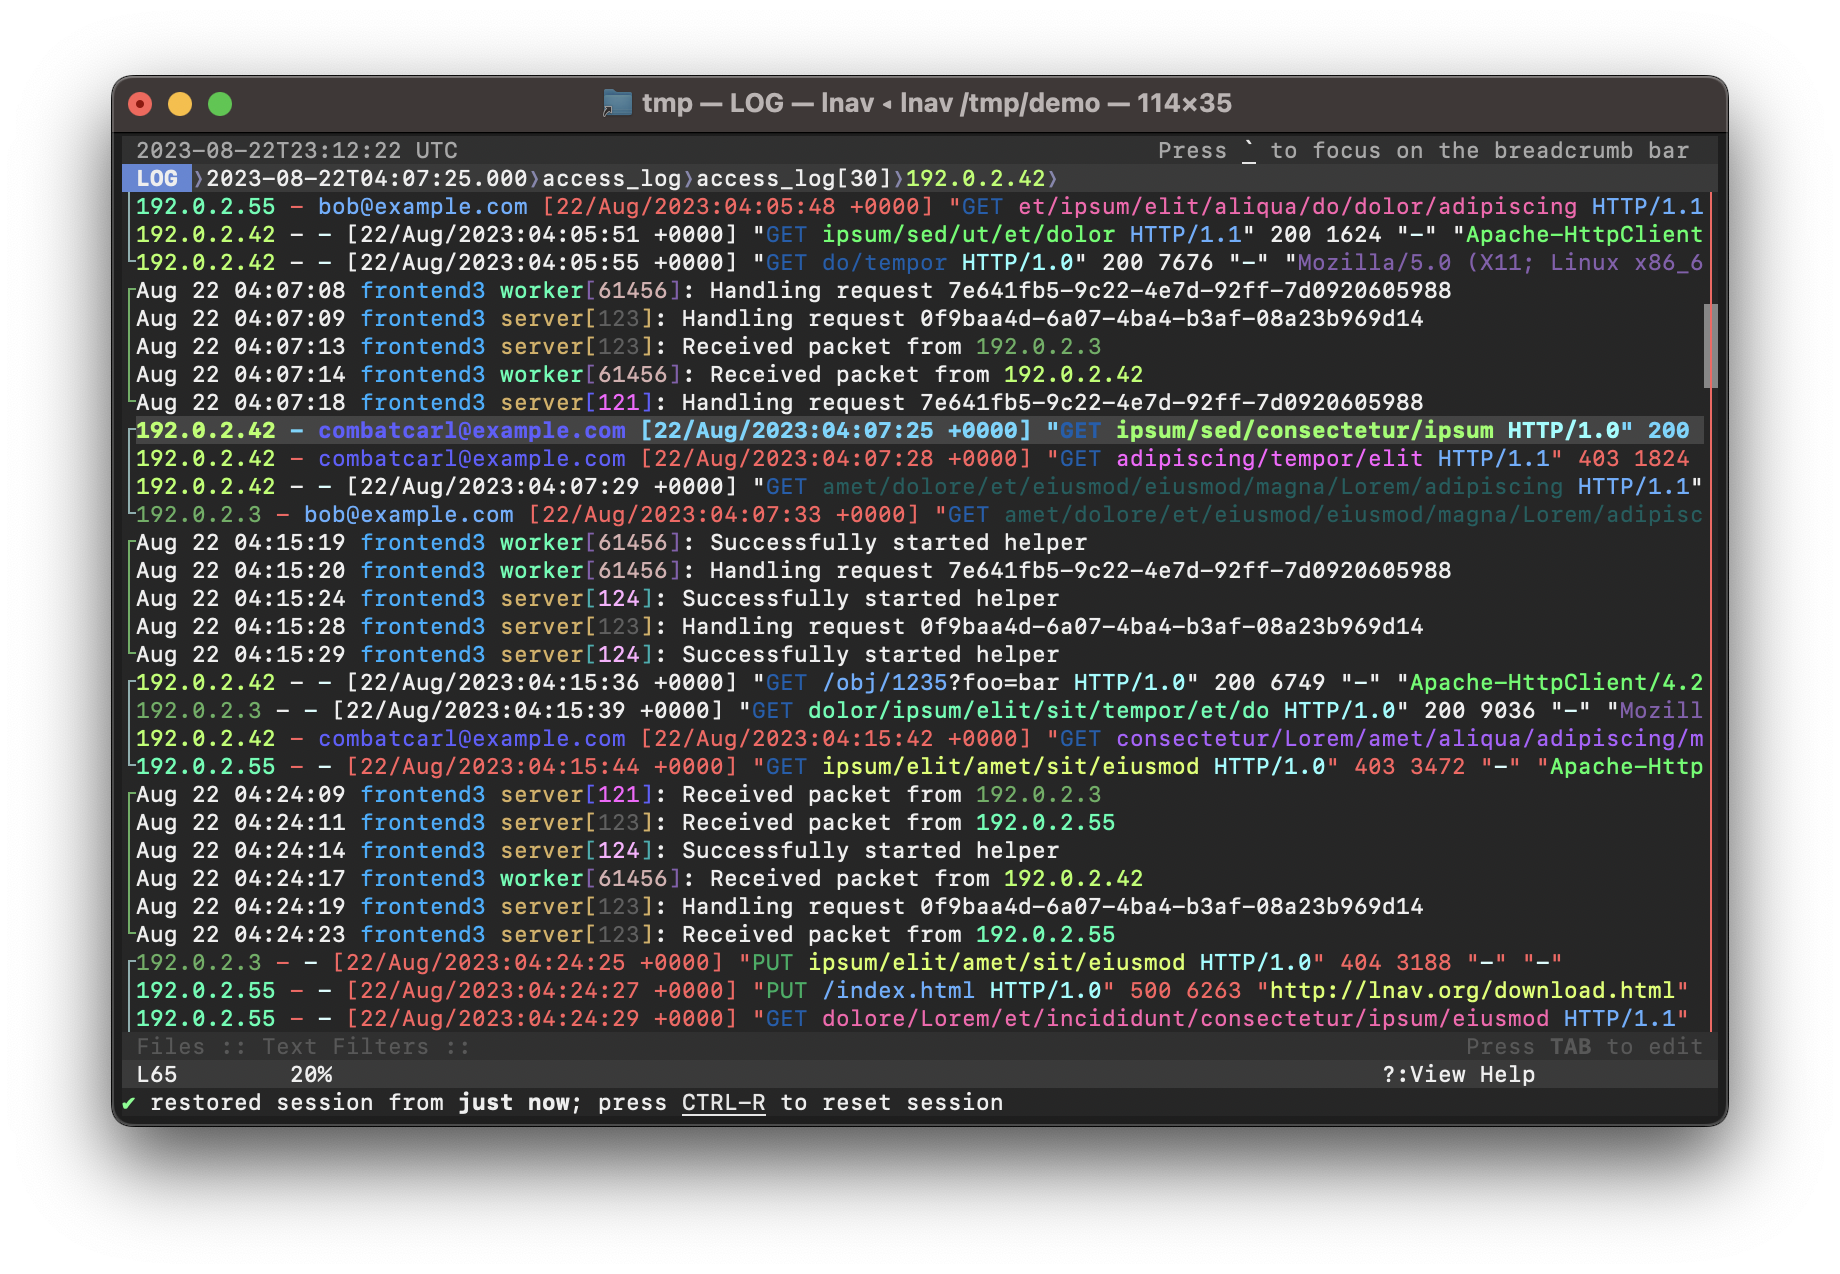 tmp — LOG — lnav ◂ lnav /tmp/demo — 114×35
2023-08-22T23:12:22 UTC Press ` to focus on the breadcrumb bar
LOG ❭2023-08-22T04:07:25.000❭access_log❭access_log[30]❭192.0.2.42❭
192.0.2.55 - bob@example.com [22/Aug/2023:04:05:48 +0000] "GET et/ipsum/elit/aliqua/do/dolor/adipiscing HTTP/1.1
192.0.2.42 - - [22/Aug/2023:04:05:51 +0000] "GET ipsum/sed/ut/et/dolor HTTP/1.1" 200 1624 "-" "Apache-HttpClient
192.0.2.42 - - [22/Aug/2023:04:05:55 +0000] "GET do/tempor HTTP/1.0" 200 7676 "-" "Mozilla/5.0 (X11; Linux x86_6
Aug 22 04:07:08 frontend3 worker[61456]: Handling request 7e641fb5-9c22-4e7d-92ff-7d0920605988
Aug 22 04:07:09 frontend3 server[123]: Handling request 0f9baa4d-6a07-4ba4-b3af-08a23b969d14
Aug 22 04:07:13 frontend3 server[123]: Received packet from 192.0.2.3
Aug 22 04:07:14 frontend3 worker[61456]: Received packet from 192.0.2.42
Aug 22 04:07:18 frontend3 server[121]: Handling request 7e641fb5-9c22-4e7d-92ff-7d0920605988
192.0.2.42 - combatcarl@example.com [22/Aug/2023:04:07:25 +0000] "GET ipsum/sed/consectetur/ipsum HTTP/1.0" 200
192.0.2.42 - combatcarl@example.com [22/Aug/2023:04:07:28 +0000] "GET adipiscing/tempor/elit HTTP/1.1" 403 1824
192.0.2.42 - - [22/Aug/2023:04:07:29 +0000] "GET amet/dolore/et/eiusmod/eiusmod/magna/Lorem/adipiscing HTTP/1.1"
192.0.2.3 - bob@example.com [22/Aug/2023:04:07:33 +0000] "GET amet/dolore/et/eiusmod/eiusmod/magna/Lorem/adipisc
Aug 22 04:15:19 frontend3 worker[61456]: Successfully started helper
Aug 22 04:15:20 frontend3 worker[61456]: Handling request 7e641fb5-9c22-4e7d-92ff-7d0920605988
Aug 22 04:15:24 frontend3 server[124]: Successfully started helper
Aug 22 04:15:28 frontend3 server[123]: Handling request 0f9baa4d-6a07-4ba4-b3af-08a23b969d14
Aug 22 04:15:29 frontend3 server[124]: Successfully started helper
192.0.2.42 - - [22/Aug/2023:04:15:36 +0000] "GET /obj/1235?foo=bar HTTP/1.0" 200 6749 "-" "Apache-HttpClient/4.2
192.0.2.3 - - [22/Aug/2023:04:15:39 +0000] "GET dolor/ipsum/elit/sit/tempor/et/do HTTP/1.0" 200 9036 "-" "Mozill
192.0.2.42 - combatcarl@example.com [22/Aug/2023:04:15:42 +0000] "GET consectetur/Lorem/amet/aliqua/adipiscing/m
192.0.2.55 - - [22/Aug/2023:04:15:44 +0000] "GET ipsum/elit/amet/sit/eiusmod HTTP/1.0" 403 3472 "-" "Apache-Http
Aug 22 04:24:09 frontend3 server[121]: Received packet from 192.0.2.3
Aug 22 04:24:11 frontend3 server[123]: Received packet from 192.0.2.55
Aug 22 04:24:14 frontend3 server[124]: Successfully started helper
Aug 22 04:24:17 frontend3 worker[61456]: Received packet from 192.0.2.42
Aug 22 04:24:19 frontend3 server[123]: Handling request 0f9baa4d-6a07-4ba4-b3af-08a23b969d14
Aug 22 04:24:23 frontend3 server[123]: Received packet from 192.0.2.55
192.0.2.3 - - [22/Aug/2023:04:24:25 +0000] "PUT ipsum/elit/amet/sit/eiusmod HTTP/1.0" 404 3188 "-" "-"
192.0.2.55 - - [22/Aug/2023:04:24:27 +0000] "PUT /index.html HTTP/1.0" 500 6263 "http://lnav.org/download.html"
192.0.2.55 - - [22/Aug/2023:04:24:29 +0000] "GET dolore/Lorem/et/incididunt/consectetur/ipsum/eiusmod HTTP/1.1"
Files :: Text Filters :: Press TAB to edit
L65 20% ?:View Help
✔ restored session from just now; press CTRL-R to reset session